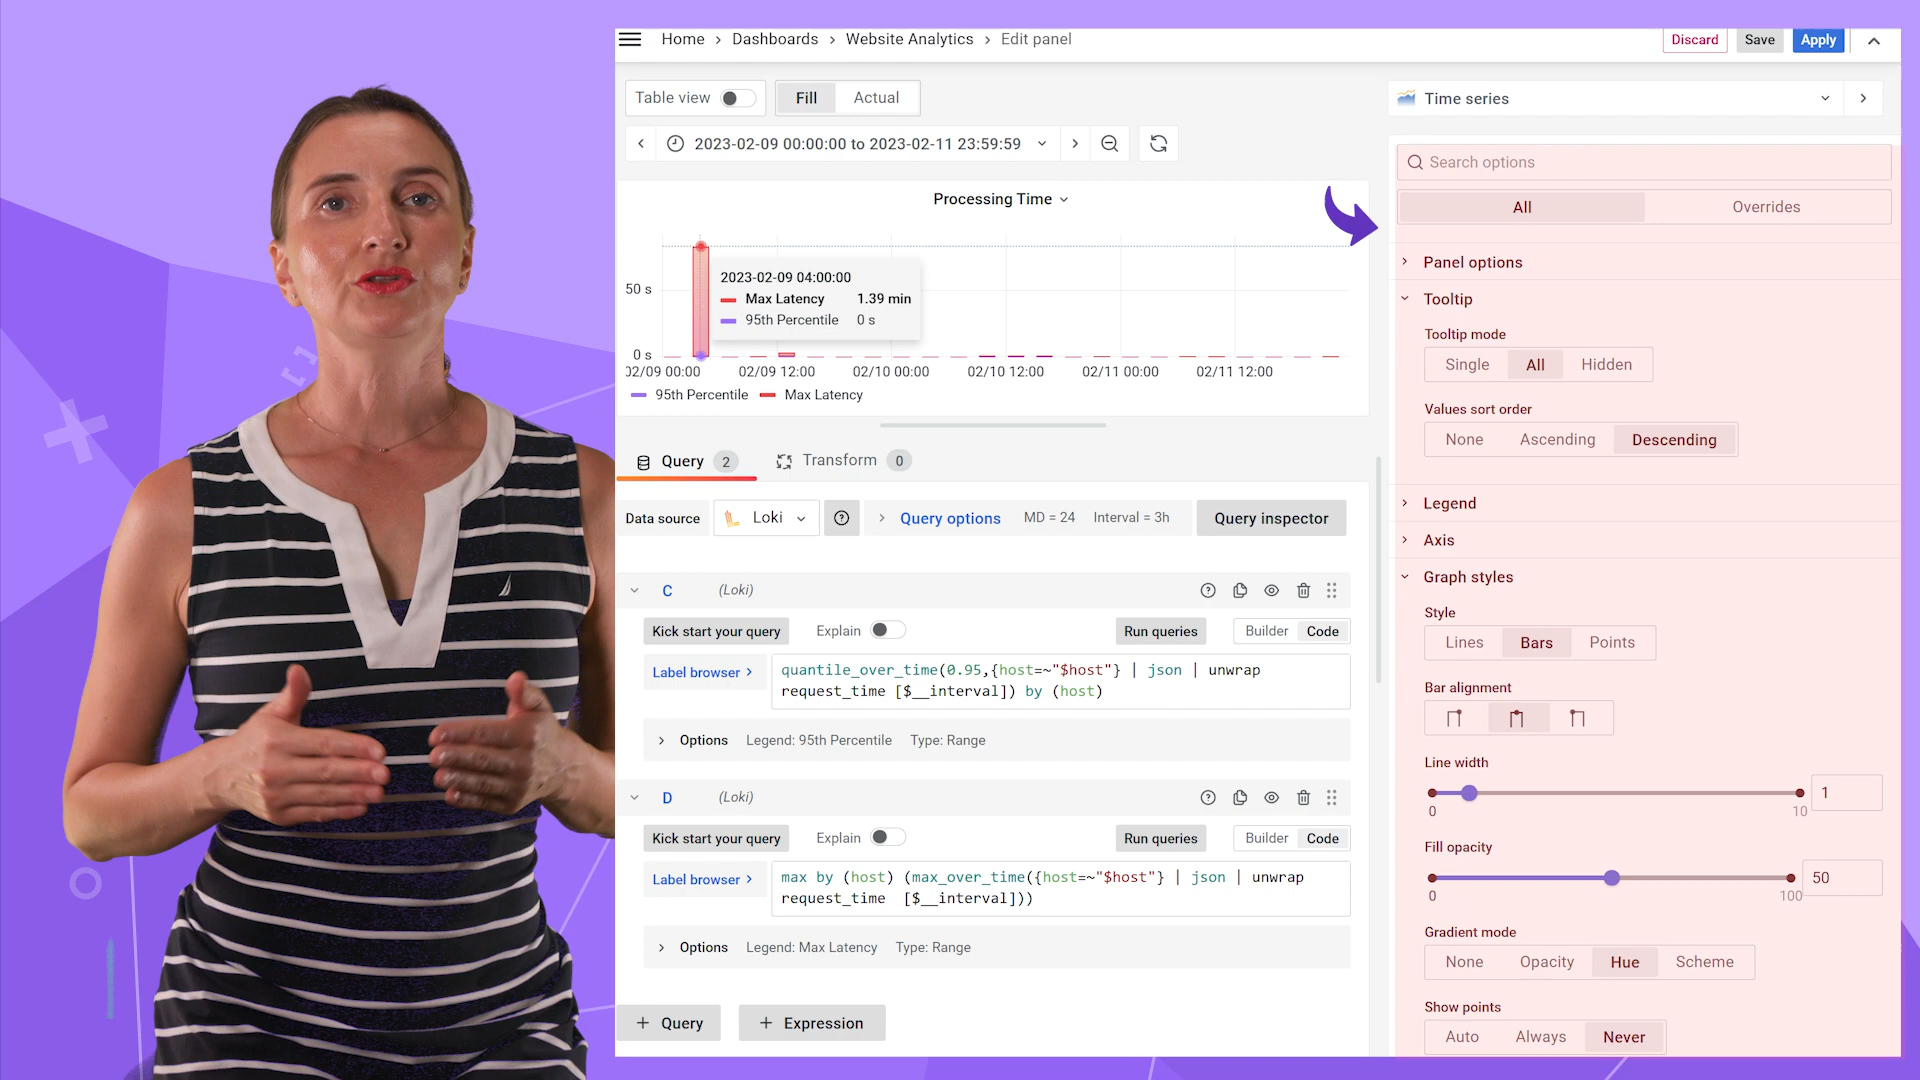 Home › Dashboards › Website Analytics › Edit panel
Discard Save Apply
Table view Fill Actual
Time series
2023-02-09 00:00:00 to 2023-02-11 23:59:59
Search options
All Overrides
Processing Time
50 s
0 s
2023-02-09 04:00:00
Max Latency 1.39 min
95th Percentile 0 s
02/09 00:00 02/09 12:00 02/10 00:00 02/10 12:00 02/11 00:00 02/11 12:00
95th Percentile Max Latency
Query 2 Transform 0
Data source Loki Query options MD = 24 Interval = 3h Query inspector
C (Loki)
Kick start your query Explain Run queries Builder Code
Label browser > quantile_over_time(0.95,{host=~"$host"} | json | unwrap
request_time [$__interval]) by (host)
Options Legend: 95th Percentile Type: Range
D (Loki)
Kick start your query Explain Run queries Builder Code
Label browser > max by (host) (max_over_time({host=~"$host"} | json | unwrap
request_time [$__interval]))
Options Legend: Max Latency Type: Range
+ Query + Expression
Panel options
Tooltip
Tooltip mode
Single All Hidden
Values sort order
None Ascending Descending
Legend
Axis
Graph styles
Style
Lines Bars Points
Bar alignment
Line width
1
0 10
Fill opacity
50
0 100
Gradient mode
None Opacity Hue Scheme
Show points
Auto Always Never